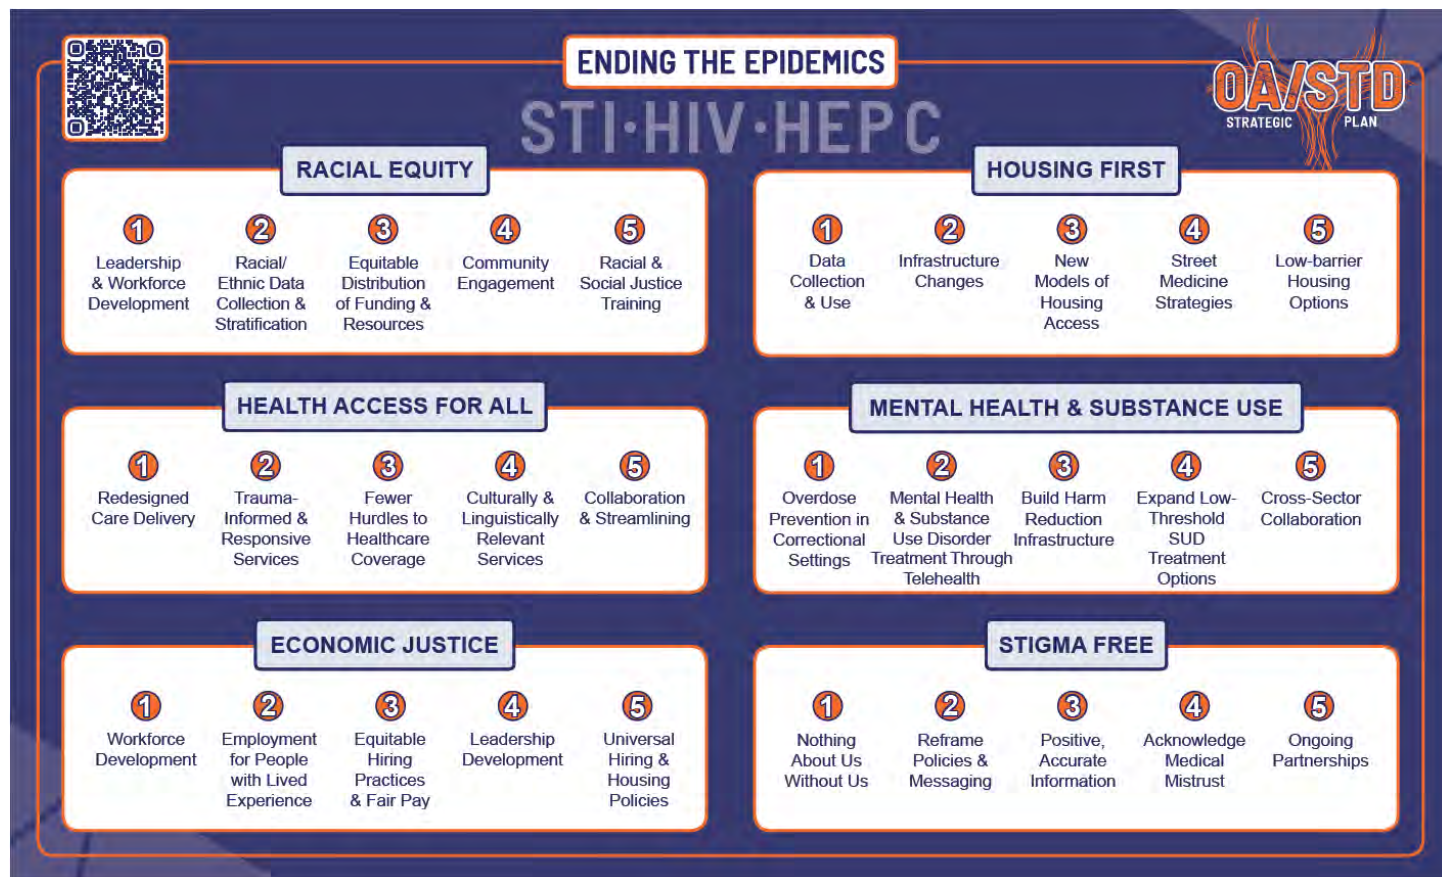 ENDING THE EPIDEMICS
STI·HIV·HEPC
OA/STD
STRATEGIC PLAN
RACIAL EQUITY
1
Leadership
& Workforce
Development
2
Racial/
Ethnic Data
Collection &
Stratification
3
Equitable
Distribution
of Funding &
Resources
4
Community
Engagement
5
Racial &
Social Justice
Training
HOUSING FIRST
1
Data
Collection
& Use
2
Infrastructure
Changes
3
New
Models of
Housing
Access
4
Street
Medicine
Strategies
5
Low-barrier
Housing
Options
HEALTH ACCESS FOR ALL
1
Redesigned
Care Delivery
2
Trauma-
Informed &
Responsive
Services
3
Fewer
Hurdles to
Healthcare
Coverage
4
Culturally &
Linguistically
Relevant
Services
5
Collaboration
& Streamlining
MENTAL HEALTH & SUBSTANCE USE
1
Overdose
Prevention in
Correctional
Settings
2
Mental Health
& Substance
Use Disorder
Treatment Through
Telehealth
3
Build Harm
Reduction
Infrastructure
4
Expand Low-
Threshold
SUD
Treatment
Options
5
Cross-Sector
Collaboration
ECONOMIC JUSTICE
1
Workforce
Development
2
Employment
for People
with Lived
Experience
3
Equitable
Hiring
Practices
& Fair Pay
4
Leadership
Development
5
Universal
Hiring &
Housing
Policies
STIGMA FREE
1
Nothing
About Us
Without Us
2
Reframe
Policies &
Messaging
3
Positive,
Accurate
Information
4
Acknowledge
Medical
Mistrust
5
Ongoing
Partnerships